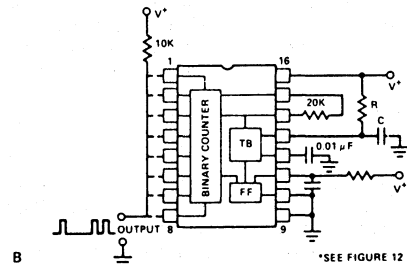 V+
10K
1
16
V+
20K
R
C
BINARY COUNTER
TB
0.01 µF
FF
V+
OUTPUT
8
9
B
*SEE FIGURE 12